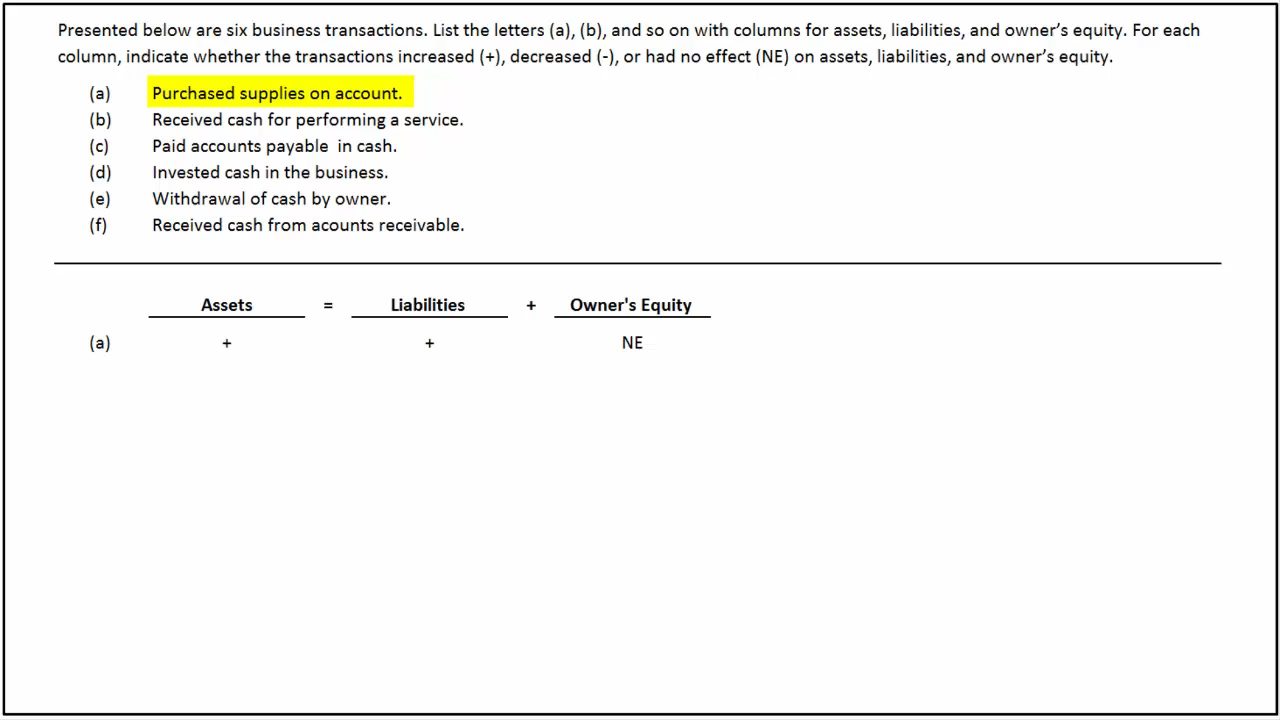 Presented below are six business transactions. List the letters (a), (b), and so on with columns for assets, liabilities, and owner’s equity. For each
column, indicate whether the transactions increased (+), decreased (-), or had no effect (NE) on assets, liabilities, and owner’s equity.
(a) Purchased supplies on account.
(b) Received cash for performing a service.
(c) Paid accounts payable in cash.
(d) Invested cash in the business.
(e) Withdrawal of cash by owner.
(f) Received cash from acounts receivable.
Assets = Liabilities + Owner's Equity
(a) + + NE